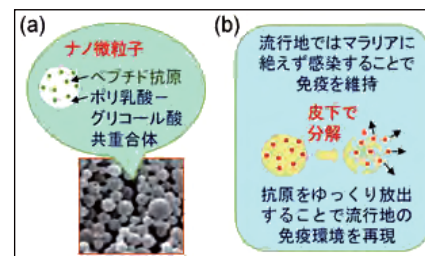 (a)
ナノ微粒子
ペプチド抗原
ポリ乳酸ー
グリコール酸
共重合体
(b)
流行地ではマラリアに
絶えず感染することで
免疫を維持
皮下で
分解
抗原をゆっくり放出
することで流行地の
免疫環境を再現